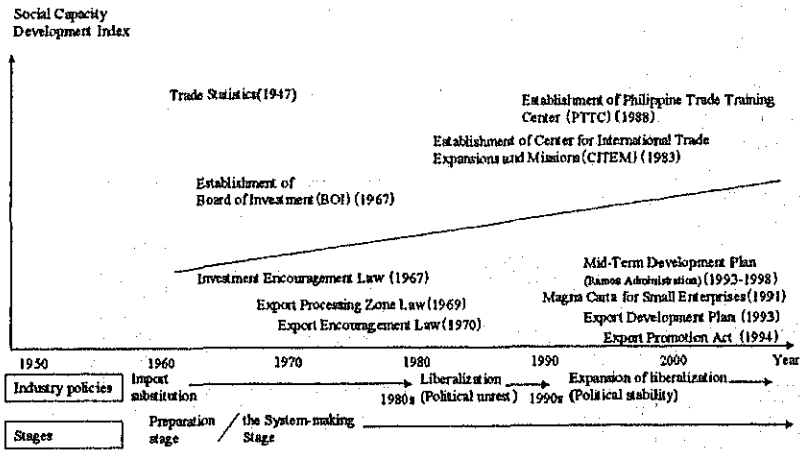 Social Capacity
Development Index
Trade Statistics(1947)
Establishment of Philippine Trade Training
Center (PTTC) (1988)
Establishment of Center for International Trade
Expansions and Missions(CITEM) (1983)
Establishment of
Board of Investment (BOI) (1967)
Investment Encouragement Law (1967)
Export Processing Zone Law(1969)
Export Encouragement Law (1970)
Mid-Term Development Plan
(Ramos Administration) (1993-1998)
Magna Carta for Small Enterprises(1991)
Export Development Plan (1993)
Export Promotion Act (1994)
1950 1960 1970 1980 1990 2000 Year
Industry policies Import substitution 1980s Liberalization (Political unrest) 1990s Expansion of liberalization (Political stability)
Stages Preparation stage / the System-making Stage